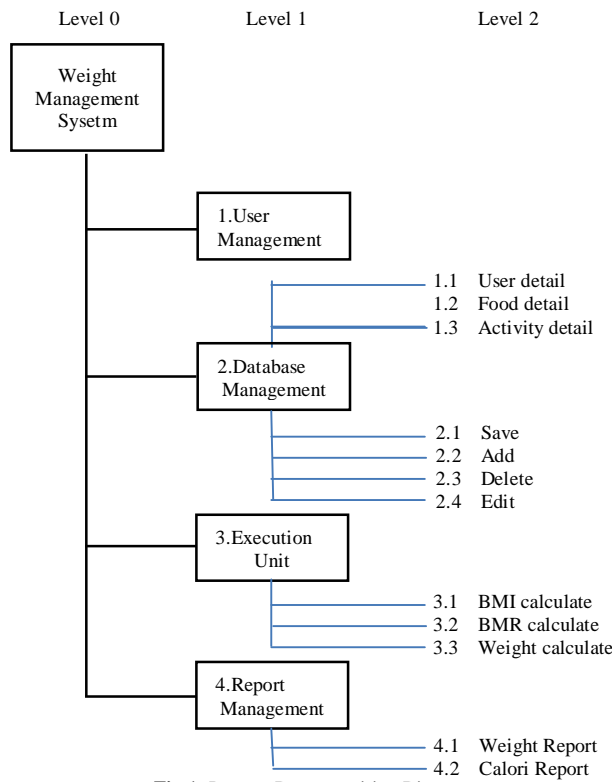 Level 0 Level 1 Level 2
Weight
Management
Sysetm
1.User
Management
1.1 User detail
1.2 Food detail
1.3 Activity detail
2.Database
Management
2.1 Save
2.2 Add
2.3 Delete
2.4 Edit
3.Execution
Unit
3.1 BMI calculate
3.2 BMR calculate
3.3 Weight calculate
4.Report
Management
4.1 Weight Report
4.2 Calori Report